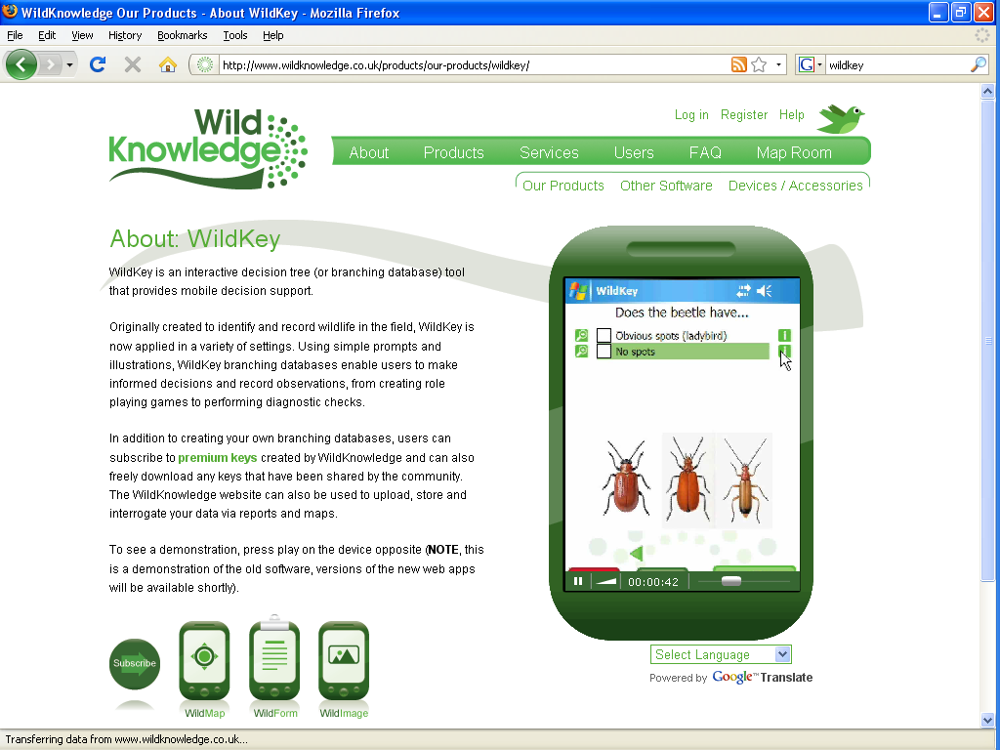 WildKnowledge Our Products - About WildKey - Mozilla Firefox
File Edit View History Bookmarks Tools Help
http://www.wildknowledge.co.uk/products/our-products/wildkey/
G wildkey
Log in Register Help
Wild
Knowledge
About Products Services Users FAQ Map Room
Our Products Other Software Devices / Accessories
About: WildKey
WildKey is an interactive decision tree (or branching database) tool
that provides mobile decision support.
Originally created to identify and record wildlife in the field, WildKey is
now applied in a variety of settings. Using simple prompts and
illustrations, WildKey branching databases enable users to make
informed decisions and record observations, from creating role
playing games to performing diagnostic checks.
In addition to creating your own branching databases, users can
subscribe to premium keys created by WildKnowledge and can also
freely download any keys that have been shared by the community.
The WildKnowledge website can also be used to upload, store and
interrogate your data via reports and maps.
To see a demonstration, press play on the device opposite (NOTE, this
is a demonstration of the old software, versions of the new web apps
will be available shortly).
Subscribe
WildMap WildForm WildImage
WildKey
Does the beetle have...
Obvious spots (ladybird) i
No spots i
00:00:42
Select Language
Powered by Google™ Translate
Transferring data from www.wildknowledge.co.uk...